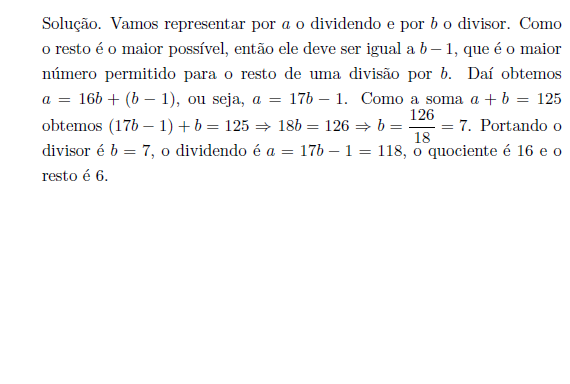 Solução. Vamos representar por a o dividendo e por b o divisor. Como
o resto é o maior possível, então ele deve ser igual a b − 1, que é o maior
número permitido para o resto de uma divisão por b. Daí obtemos
a = 16b + (b − 1), ou seja, a = 17b − 1. Como a soma a + b = 125
obtemos (17b − 1) + b = 125 ⇒ 18b = 126 ⇒ b = 126/18 = 7. Portando o
divisor é b = 7, o dividendo é a = 17b − 1 = 118, o quociente é 16 e o
resto é 6.